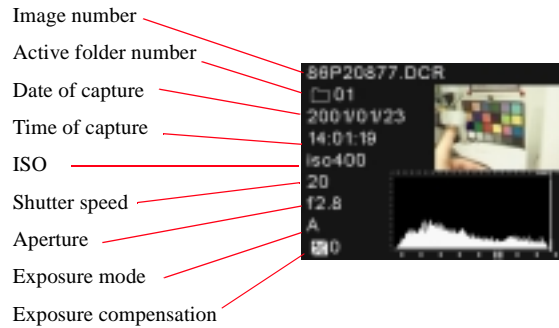 Image number
Active folder number
Date of capture
Time of capture
ISO
Shutter speed
Aperture
Exposure mode
Exposure compensation
86P20877.DCR
01
2001/01/23
14:01:19
iso400
20
f2.8
A
0